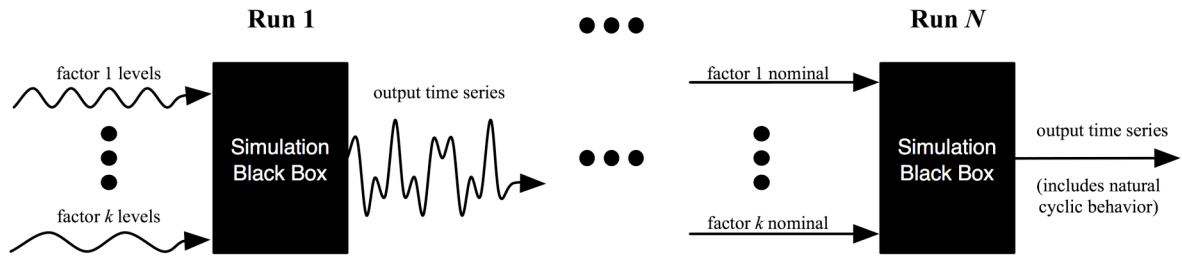 Run 1
Run N
factor 1 levels
factor 1 nominal
output time series
output time series
Simulation
Black Box
Simulation
Black Box
(includes natural
cyclic behavior)
factor k levels
factor k nominal